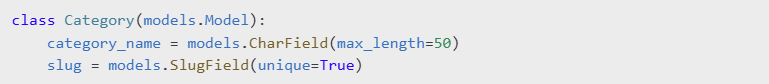 class Category(models.Model):
    category_name = models.CharField(max_length=50)
    slug = models.SlugField(unique=True)